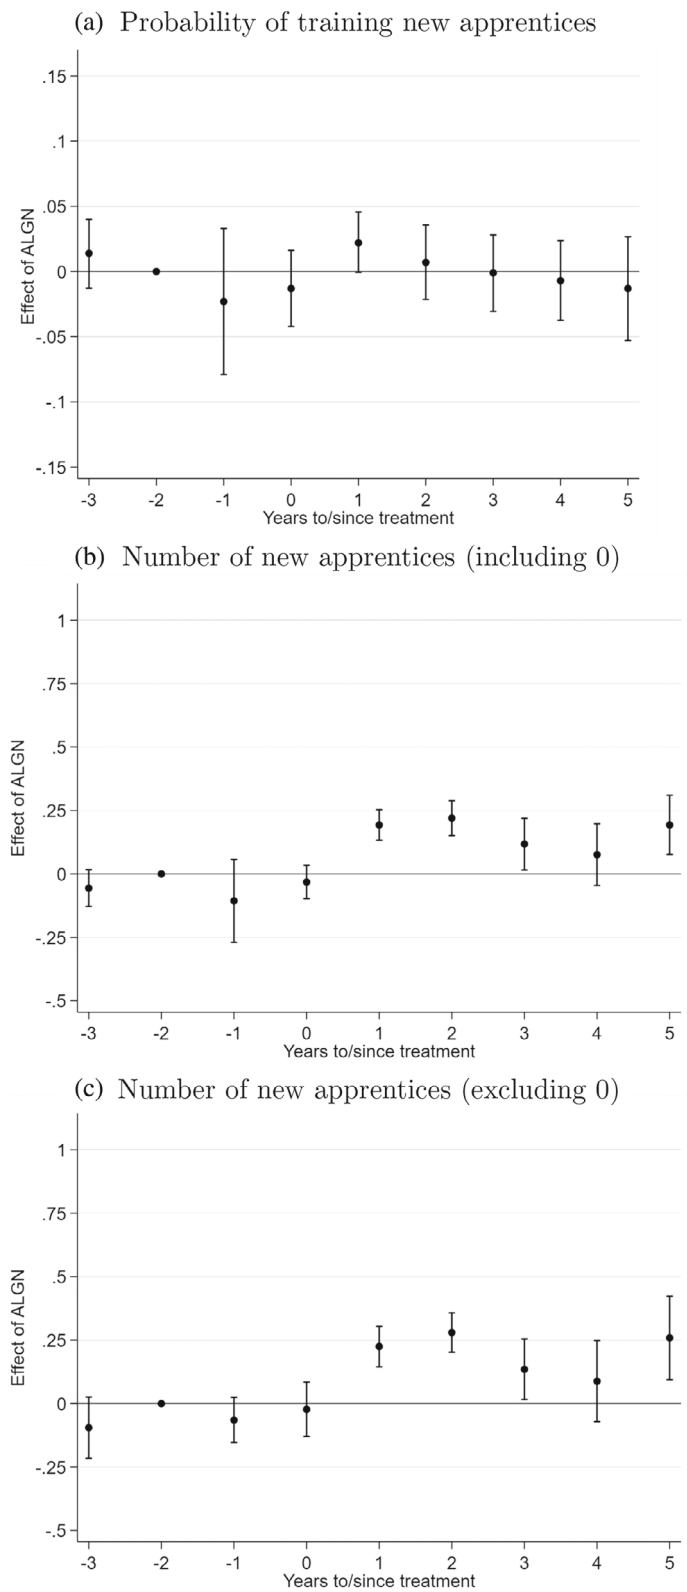 (a) Probability of training new apprentices
.15
.1
.05
0
-.05
-.1
-.15
Effect of ALGN
-3 -2 -1 0 1 2 3 4 5
Years to/since treatment
(b) Number of new apprentices (including 0)
1
.75
.5
.25
0
-.25
-.5
Effect of ALGN
-3 -2 -1 0 1 2 3 4 5
Years to/since treatment
(c) Number of new apprentices (excluding 0)
1
.75
.5
.25
0
-.25
-.5
Effect of ALGN
-3 -2 -1 0 1 2 3 4 5
Years to/since treatment